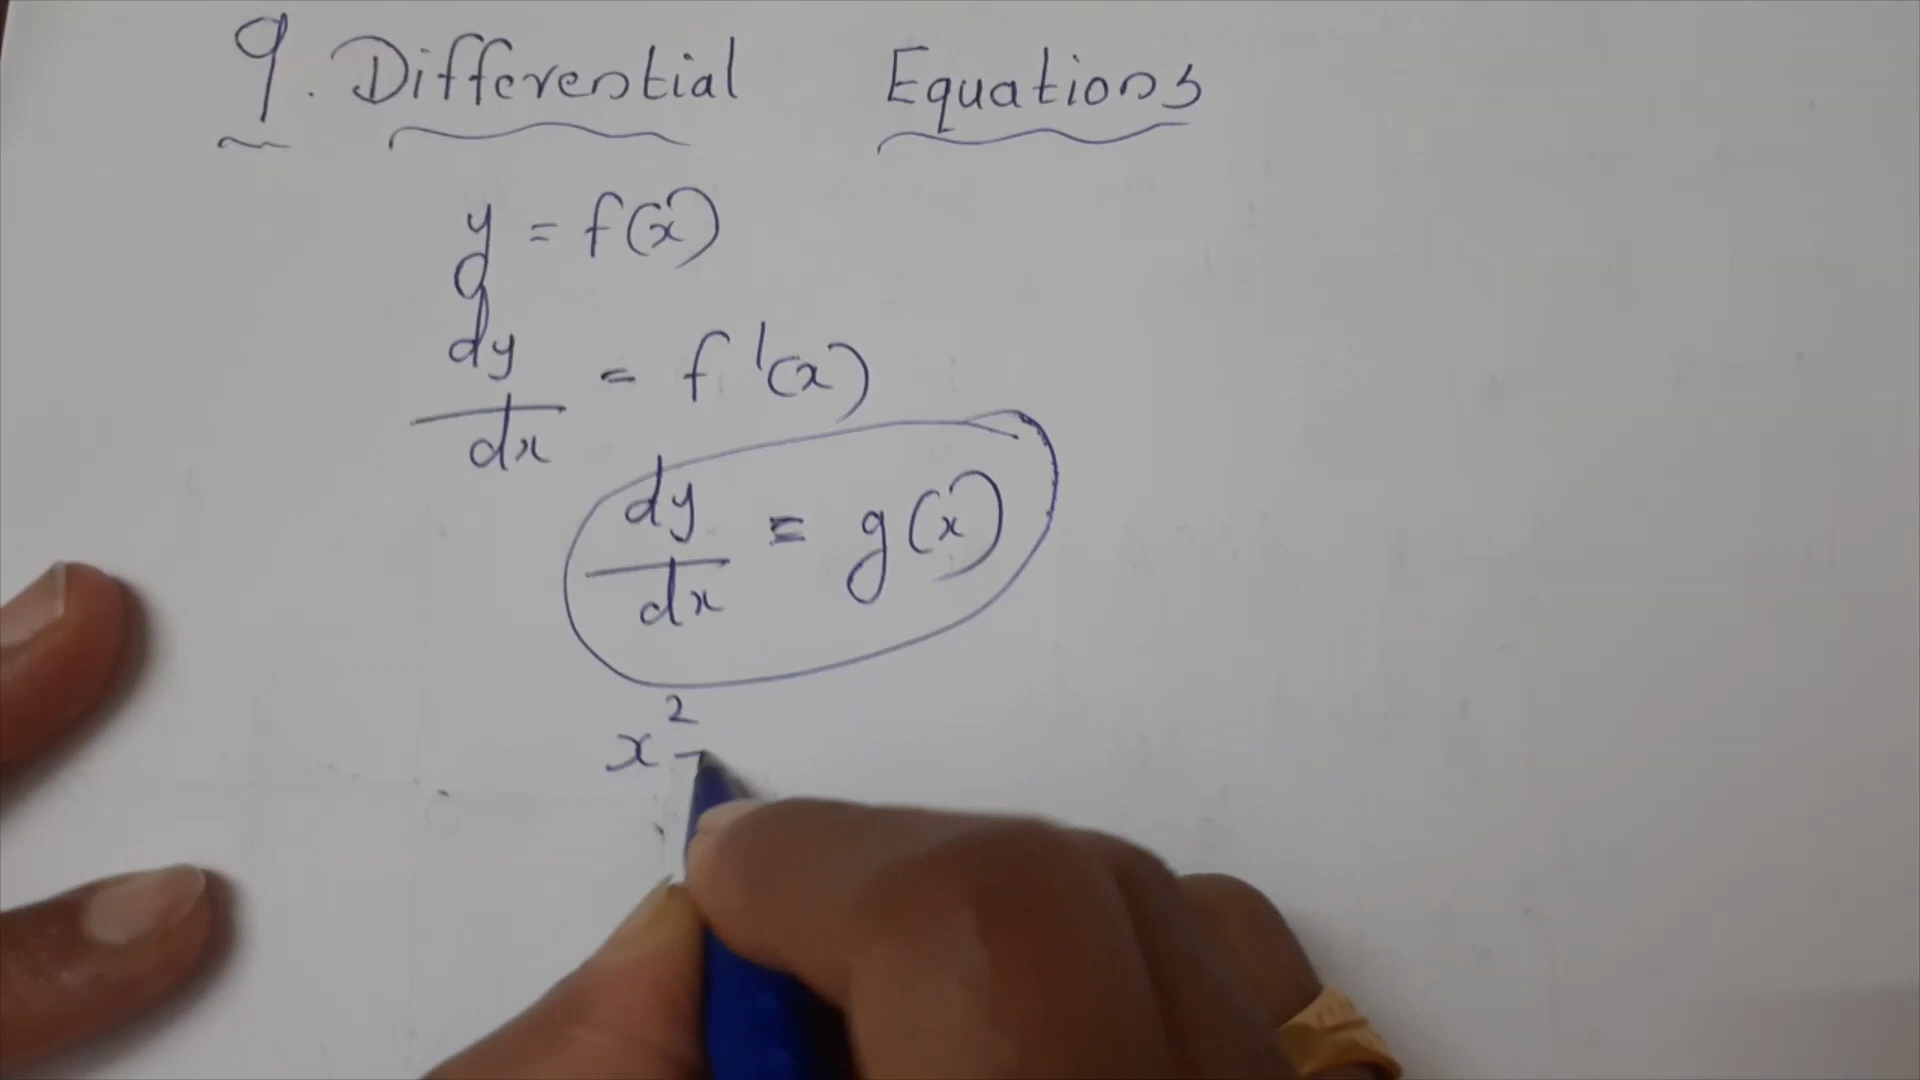 9. Differential Equations
y = f(x)
dy/dx = f'(x)
dy/dx = g(x)
x² -